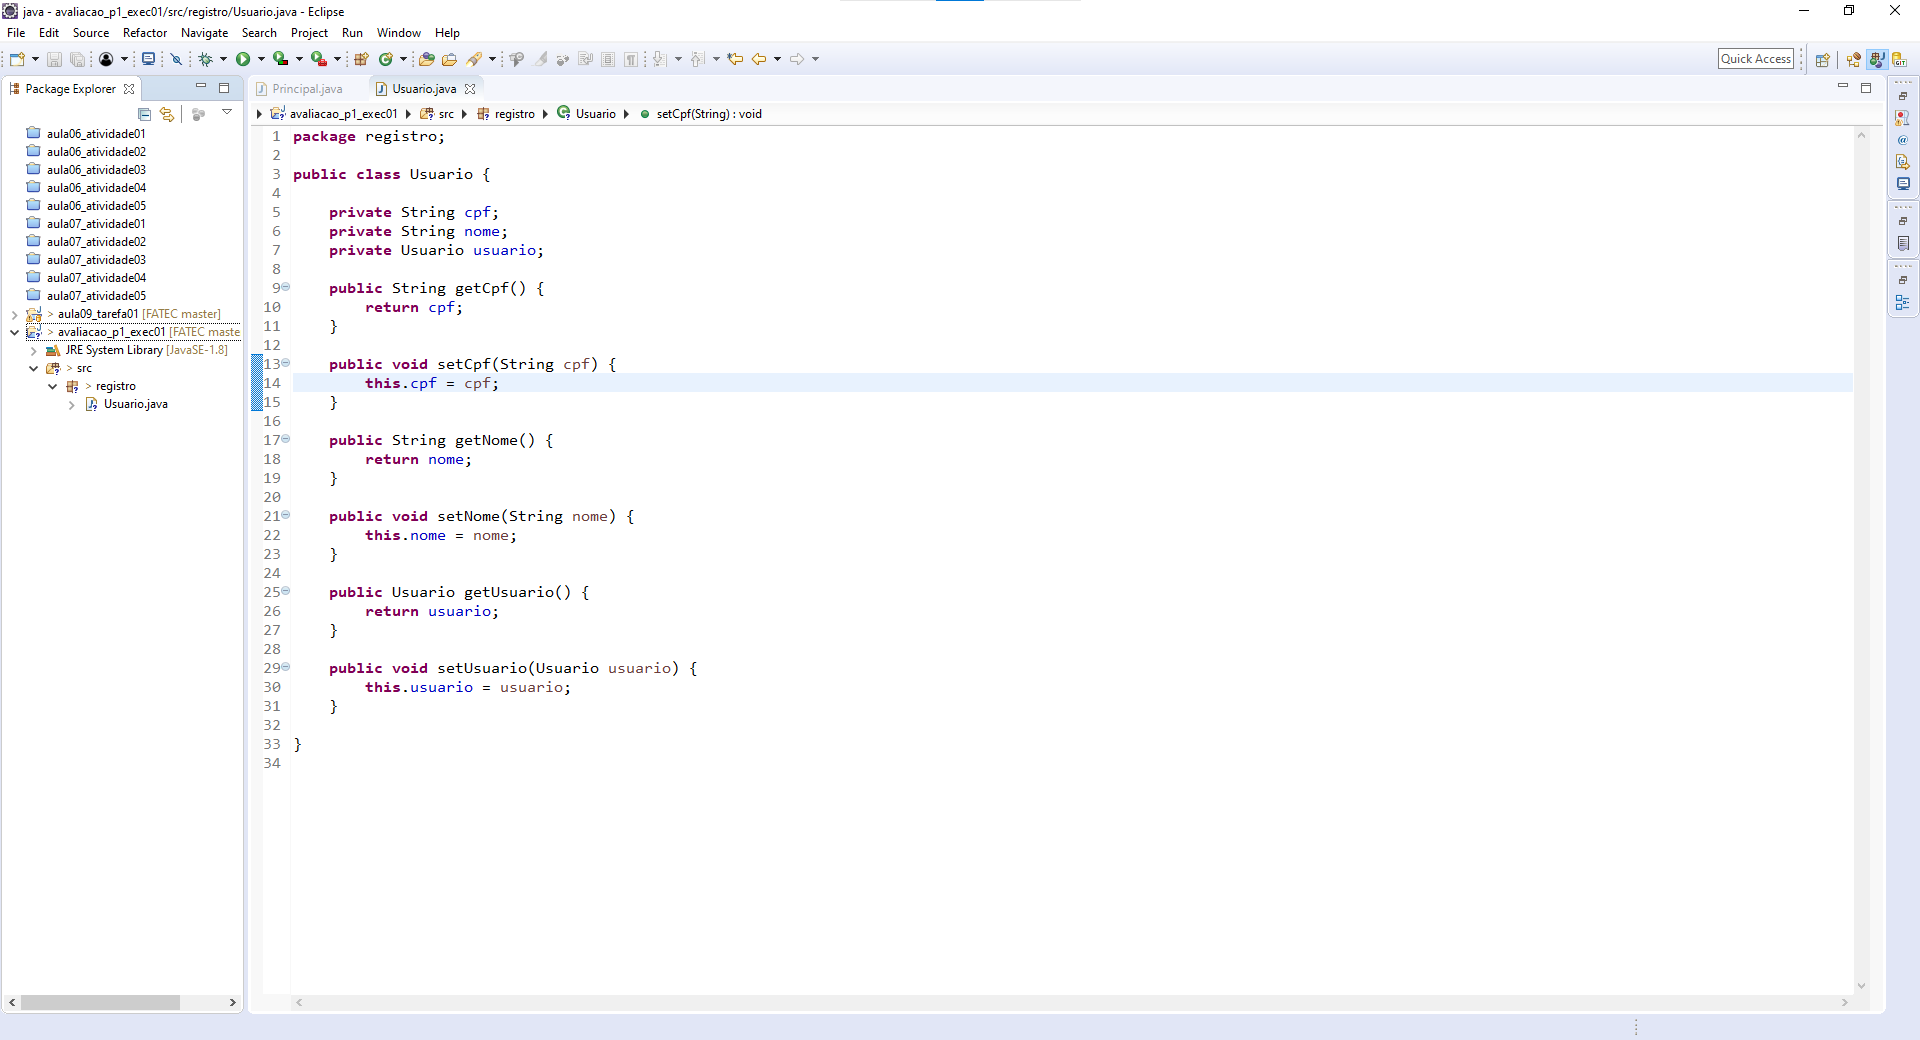 java - avaliacao_p1_exec01/src/registro/Usuario.java - Eclipse
File Edit Source Refactor Navigate Search Project Run Window Help
Quick Access
Package Explorer
Principal.java
Usuario.java
avaliacao_p1_exec01 src registro Usuario setCpf(String) : void
aula06_atividade01
aula06_atividade02
aula06_atividade03
aula06_atividade04
aula06_atividade05
aula07_atividade01
aula07_atividade02
aula07_atividade03
aula07_atividade04
aula07_atividade05
> aula09_tarefa01 [FATEC master]
> avaliacao_p1_exec01 [FATEC maste
JRE System Library [JavaSE-1.8]
> src
> registro
Usuario.java
1 package registro;
2
3 public class Usuario {
4
5 private String cpf;
6 private String nome;
7 private Usuario usuario;
8
9 public String getCpf() {
10 return cpf;
11 }
12
13 public void setCpf(String cpf) {
14 this.cpf = cpf;
15 }
16
17 public String getNome() {
18 return nome;
19 }
20
21 public void setNome(String nome) {
22 this.nome = nome;
23 }
24
25 public Usuario getUsuario() {
26 return usuario;
27 }
28
29 public void setUsuario(Usuario usuario) {
30 this.usuario = usuario;
31 }
32
33 }
34